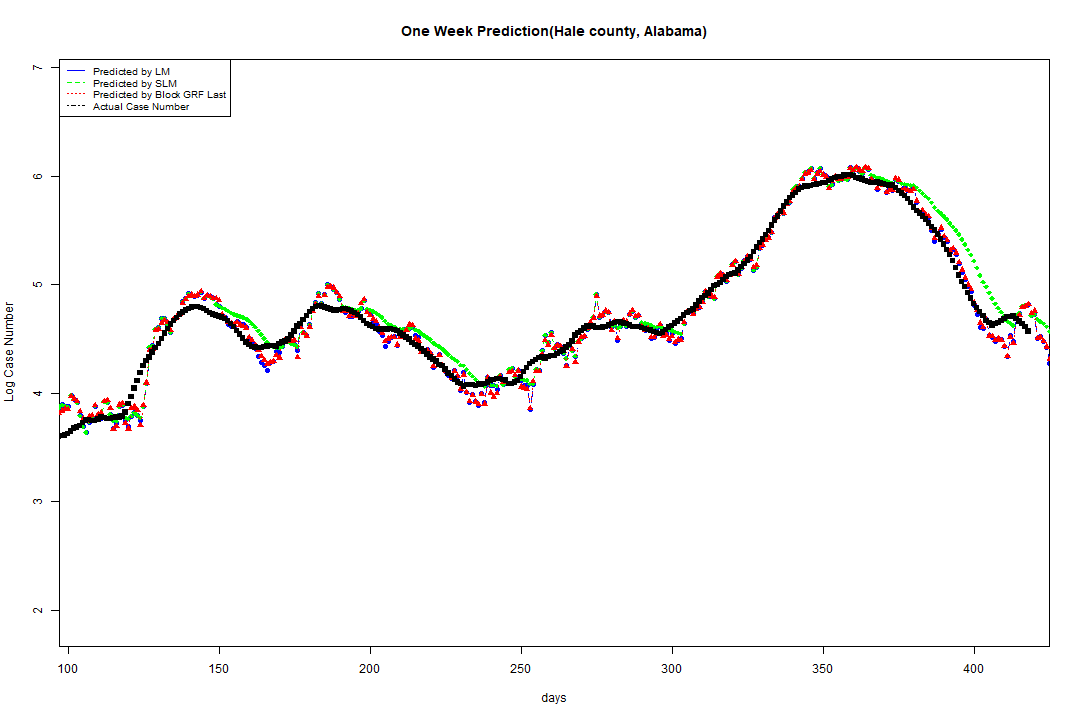 One Week Prediction(Hale county, Alabama)
Predicted by LM
Predicted by SLM
Predicted by Block GRF Last
Actual Case Number
7
6
5
4
3
2
Log Case Number
100 150 200 250 300 350 400
days